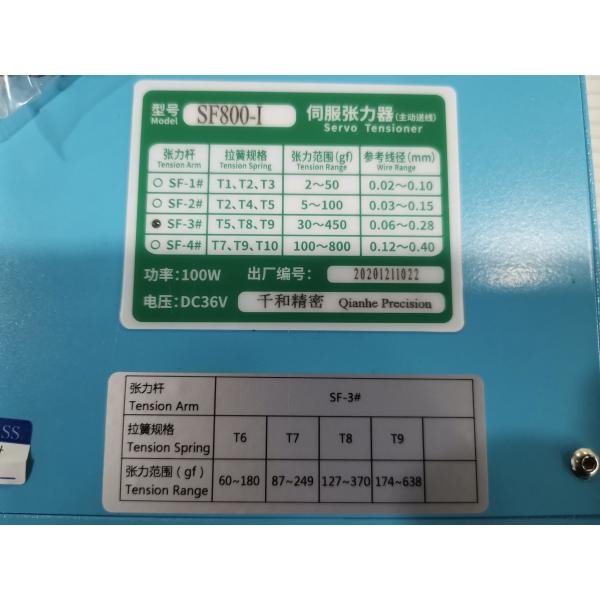 型号 Model SF800-I 伺服张力器(主动送线) Servo Tensioner
张力杆 Tension Arm 拉簧规格 Tension Spring 张力范围(gf) Tension Range 参考线径(mm) Wire Range
SF-1# T1、T2、T3 2～50 0.02～0.10
SF-2# T2、T4、T5 5～100 0.03～0.15
SF-3# T5、T8、T9 30～450 0.06～0.28
SF-4# T7、T9、T10 100～800 0.12～0.40
功率:100W 出厂编号: 20201211022
电压:DC36V 千和精密 Qianhe Precision
张力杆 Tension Arm SF-3#
拉簧规格 Tension Spring T6 T7 T8 T9
张力范围（gf） Tension Range 60~180 87~249 127~370 174~638
SS